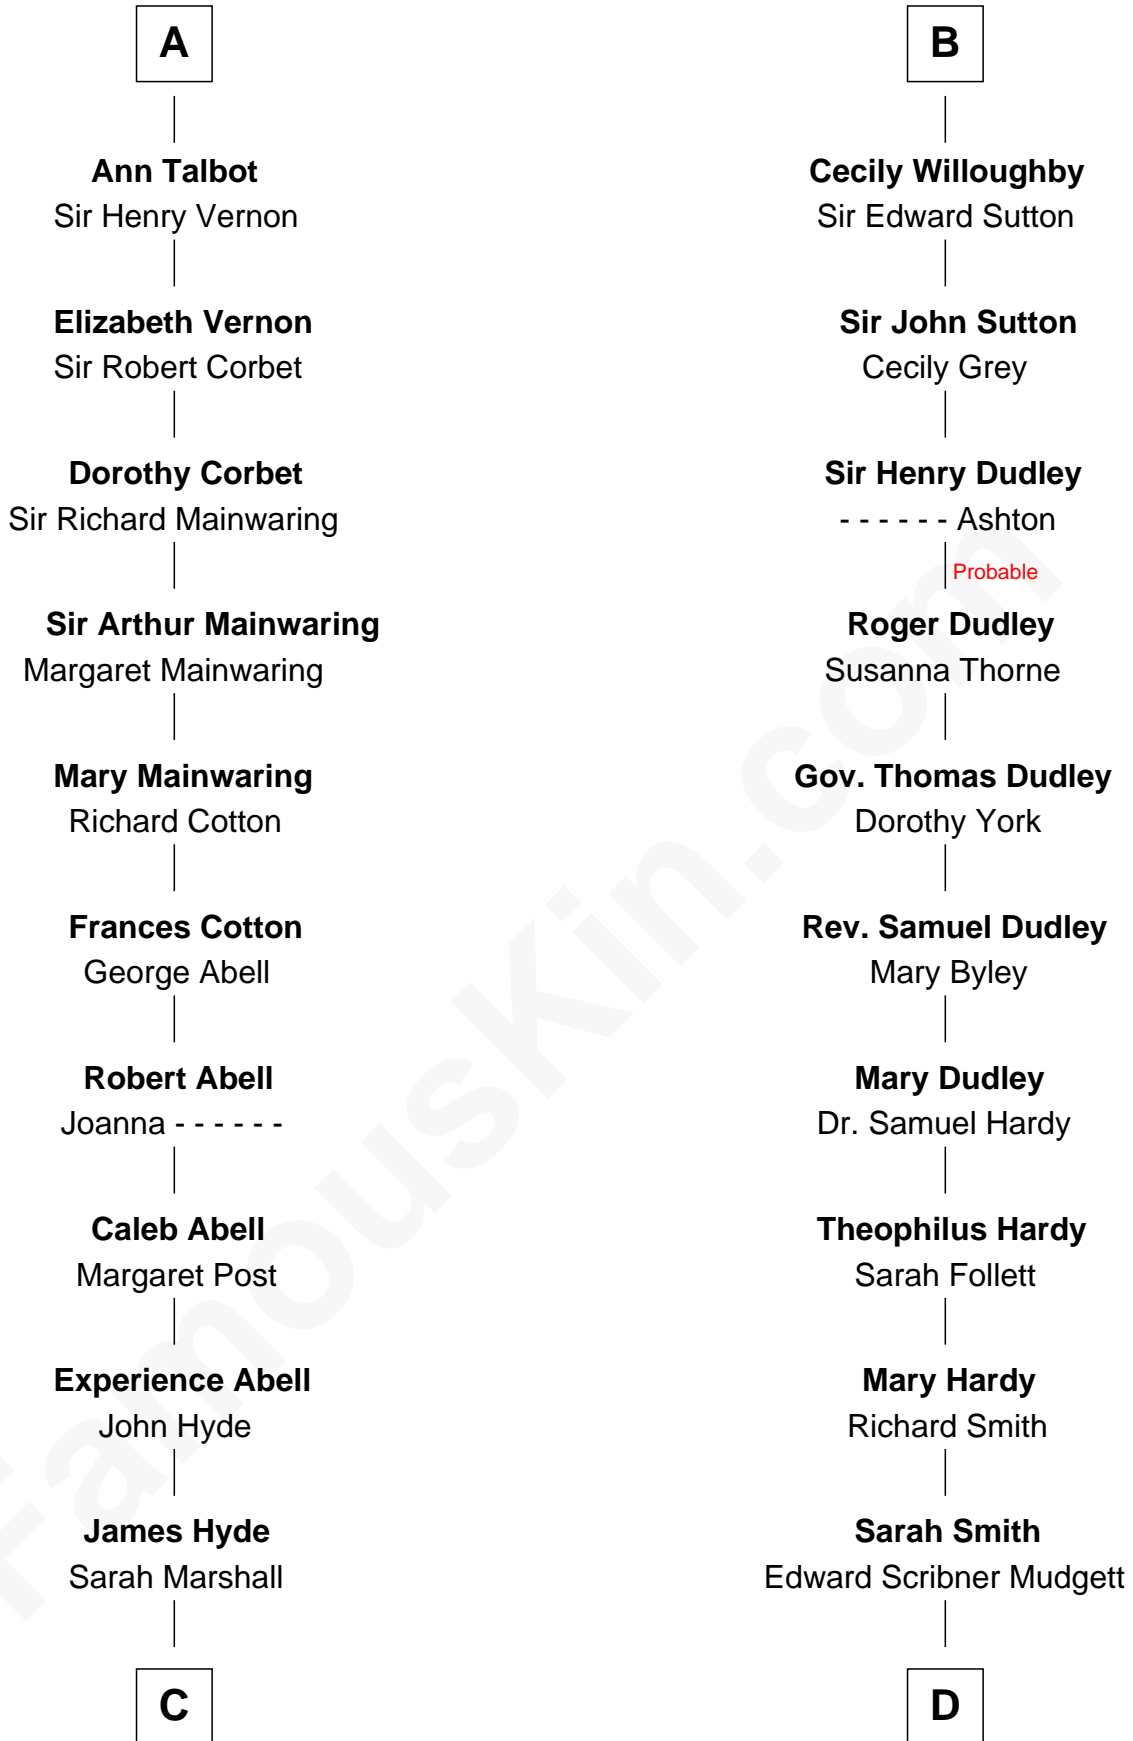 A
Ann Talbot
Sir Henry Vernon
Elizabeth Vernon
Sir Robert Corbet
Dorothy Corbet
Sir Richard Mainwaring
Sir Arthur Mainwaring
Margaret Mainwaring
Mary Mainwaring
Richard Cotton
Frances Cotton
George Abell
Robert Abell
Joanna - - - - - -
Caleb Abell
Margaret Post
Experience Abell
John Hyde
James Hyde
Sarah Marshall
C
B
Cecily Willoughby
Sir Edward Sutton
Sir John Sutton
Cecily Grey
Sir Henry Dudley
- - - - - - Ashton
Probable
Roger Dudley
Susanna Thorne
Gov. Thomas Dudley
Dorothy York
Rev. Samuel Dudley
Mary Byley
Mary Dudley
Dr. Samuel Hardy
Theophilus Hardy
Sarah Follett
Mary Hardy
Richard Smith
Sarah Smith
Edward Scribner Mudgett
D
FamousKin.com